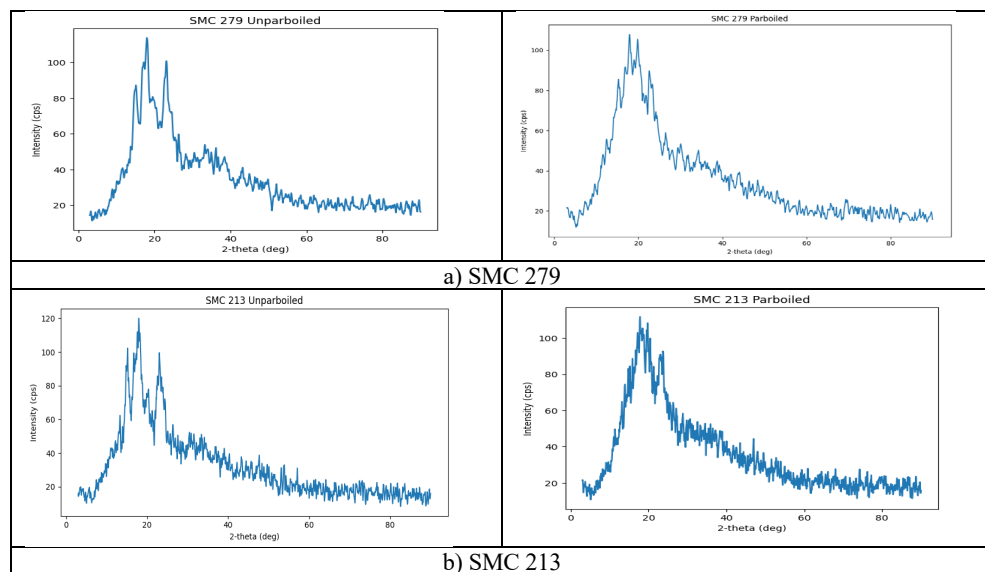 SMC 279 Unparboiled
Intensity (cps)
100
80
60
40
20
0
20
40
60
80
2-theta (deg)
SMC 279 Parboiled
Intensity (cps)
100
80
60
40
20
0
20
40
60
80
2-theta (deg)
a) SMC 279
SMC 213 Unparboiled
Intensity (cps)
120
100
80
60
40
20
0
20
40
60
80
2-theta (deg)
SMC 213 Parboiled
Intensity (cps)
100
80
60
40
20
0
20
40
60
80
2-theta (deg)
b) SMC 213